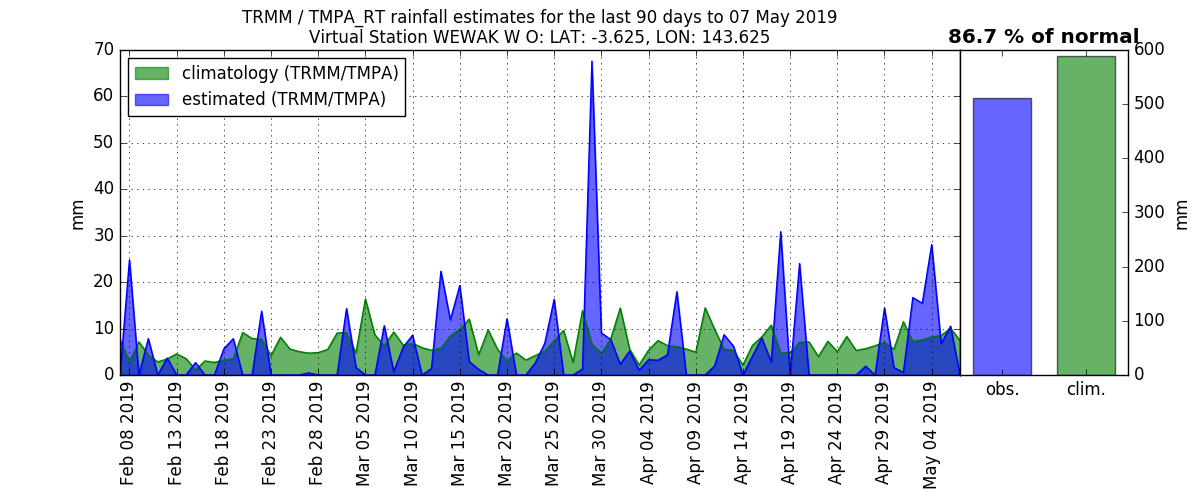 TRMM / TMPA_RT rainfall estimates for the last 90 days to 07 May 2019
Virtual Station WEWAK W O: LAT: -3.625, LON: 143.625
86.7 % of normal
climatology (TRMM/TMPA)
estimated (TRMM/TMPA)
70
60
50
40
30
20
10
0
mm
600
500
400
300
200
100
0
mm
Feb 08 2019
Feb 13 2019
Feb 18 2019
Feb 23 2019
Feb 28 2019
Mar 05 2019
Mar 10 2019
Mar 15 2019
Mar 20 2019
Mar 25 2019
Mar 30 2019
Apr 04 2019
Apr 09 2019
Apr 14 2019
Apr 19 2019
Apr 24 2019
Apr 29 2019
May 04 2019
obs.
clim.